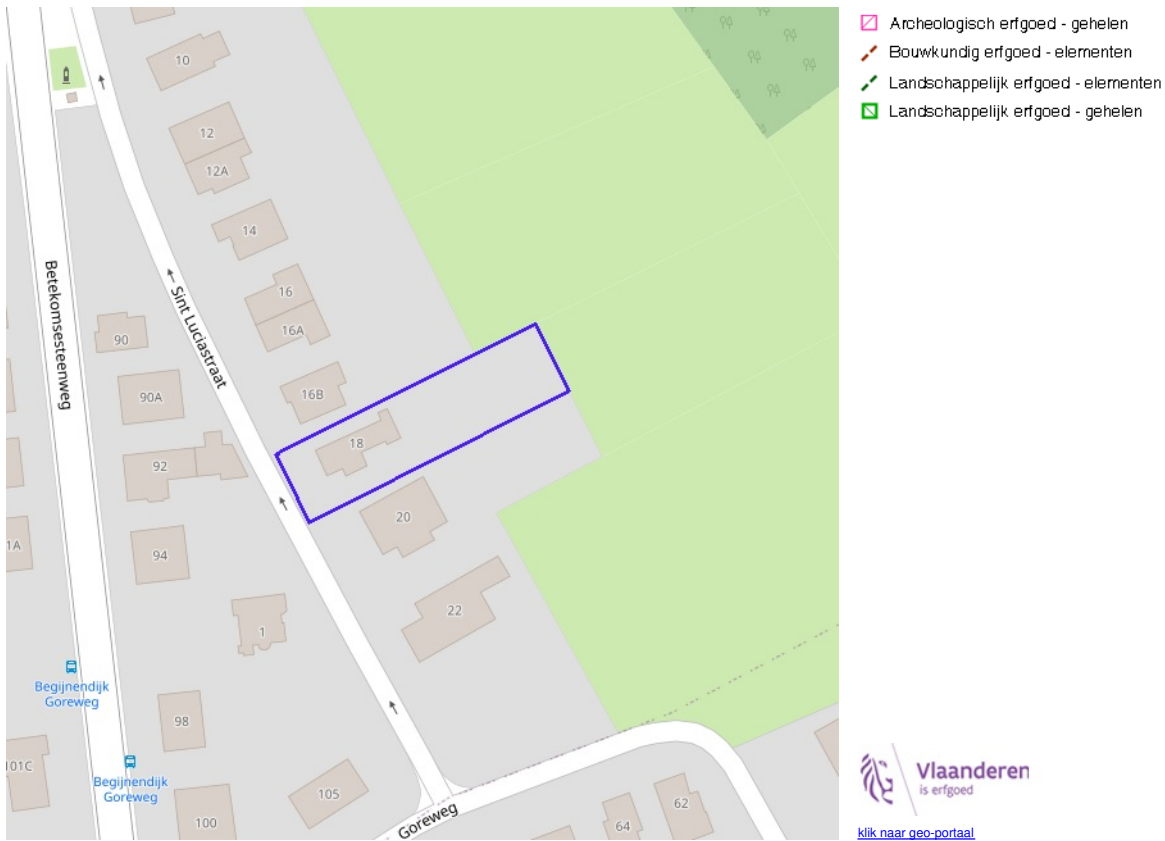 10
12
12A
14
16
16A
16B
18
20
22
90
90A
92
94
1A
1
98
101C
100
105
62
64
Betekomsesteenweg
Sint Luciastraat
Begijnendijk
Goreweg
Begijnendijk
Goreweg
Goreweg
Archeologisch erfgoed - gehelen
Bouwkundig erfgoed - elementen
Landschappelijk erfgoed - elementen
Landschappelijk erfgoed - gehelen
Vlaanderen
is erfgoed
klik naar geo-portaal